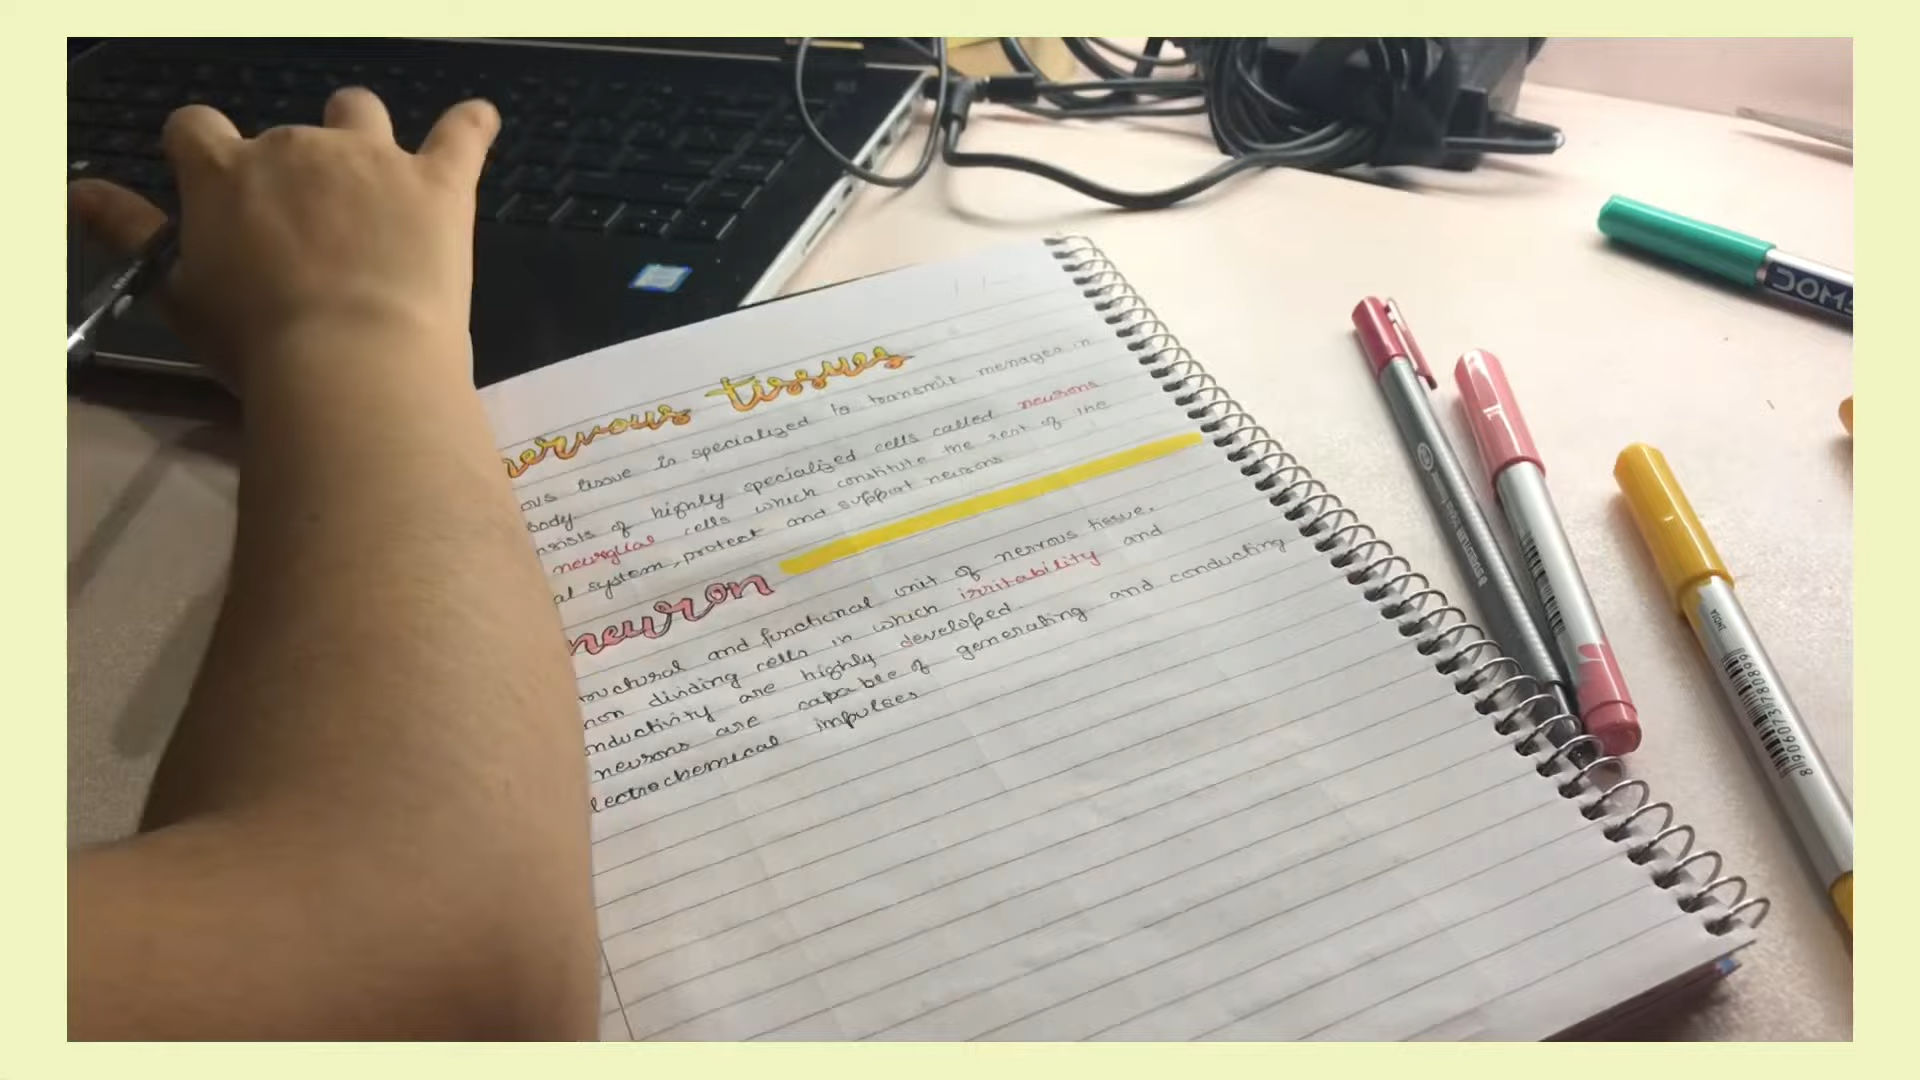 nervous tissues
ous tissue is specialized to transmit messages in
body.
nsists of highly specialized cells called neurons
neurglial cells which constitute the rest of the
al system, protect and support neurons
neuron
ructural and functional unit of nervous tissue.
non dividing cells in which irritability and
nductivity are highly developed.
neurons are capable of generating and conducting
lectrochemical impulses
DOMS
INDIA
8906073780899